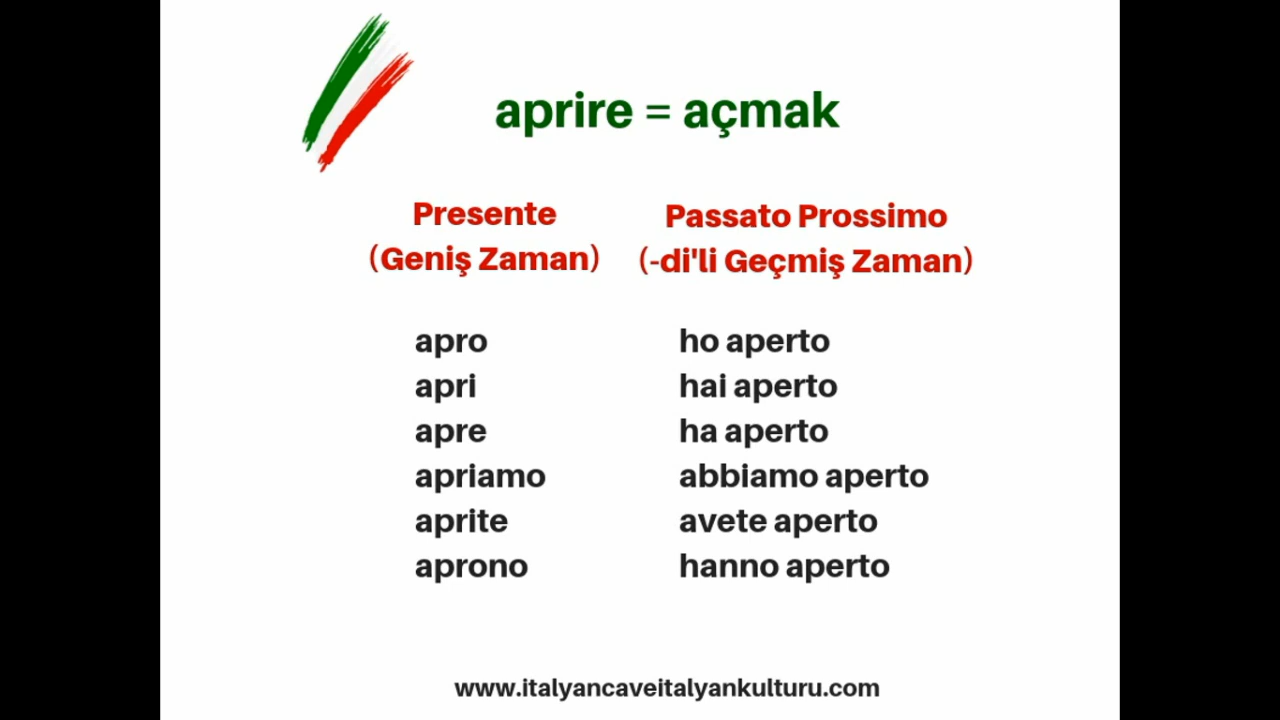 aprire = açmak
Presente
(Geniş Zaman)
Passato Prossimo
(-di'li Geçmiş Zaman)
apro
apri
apre
apriamo
aprite
aprono
ho aperto
hai aperto
ha aperto
abbiamo aperto
avete aperto
hanno aperto
www.italyancaveitalyankulturu.com